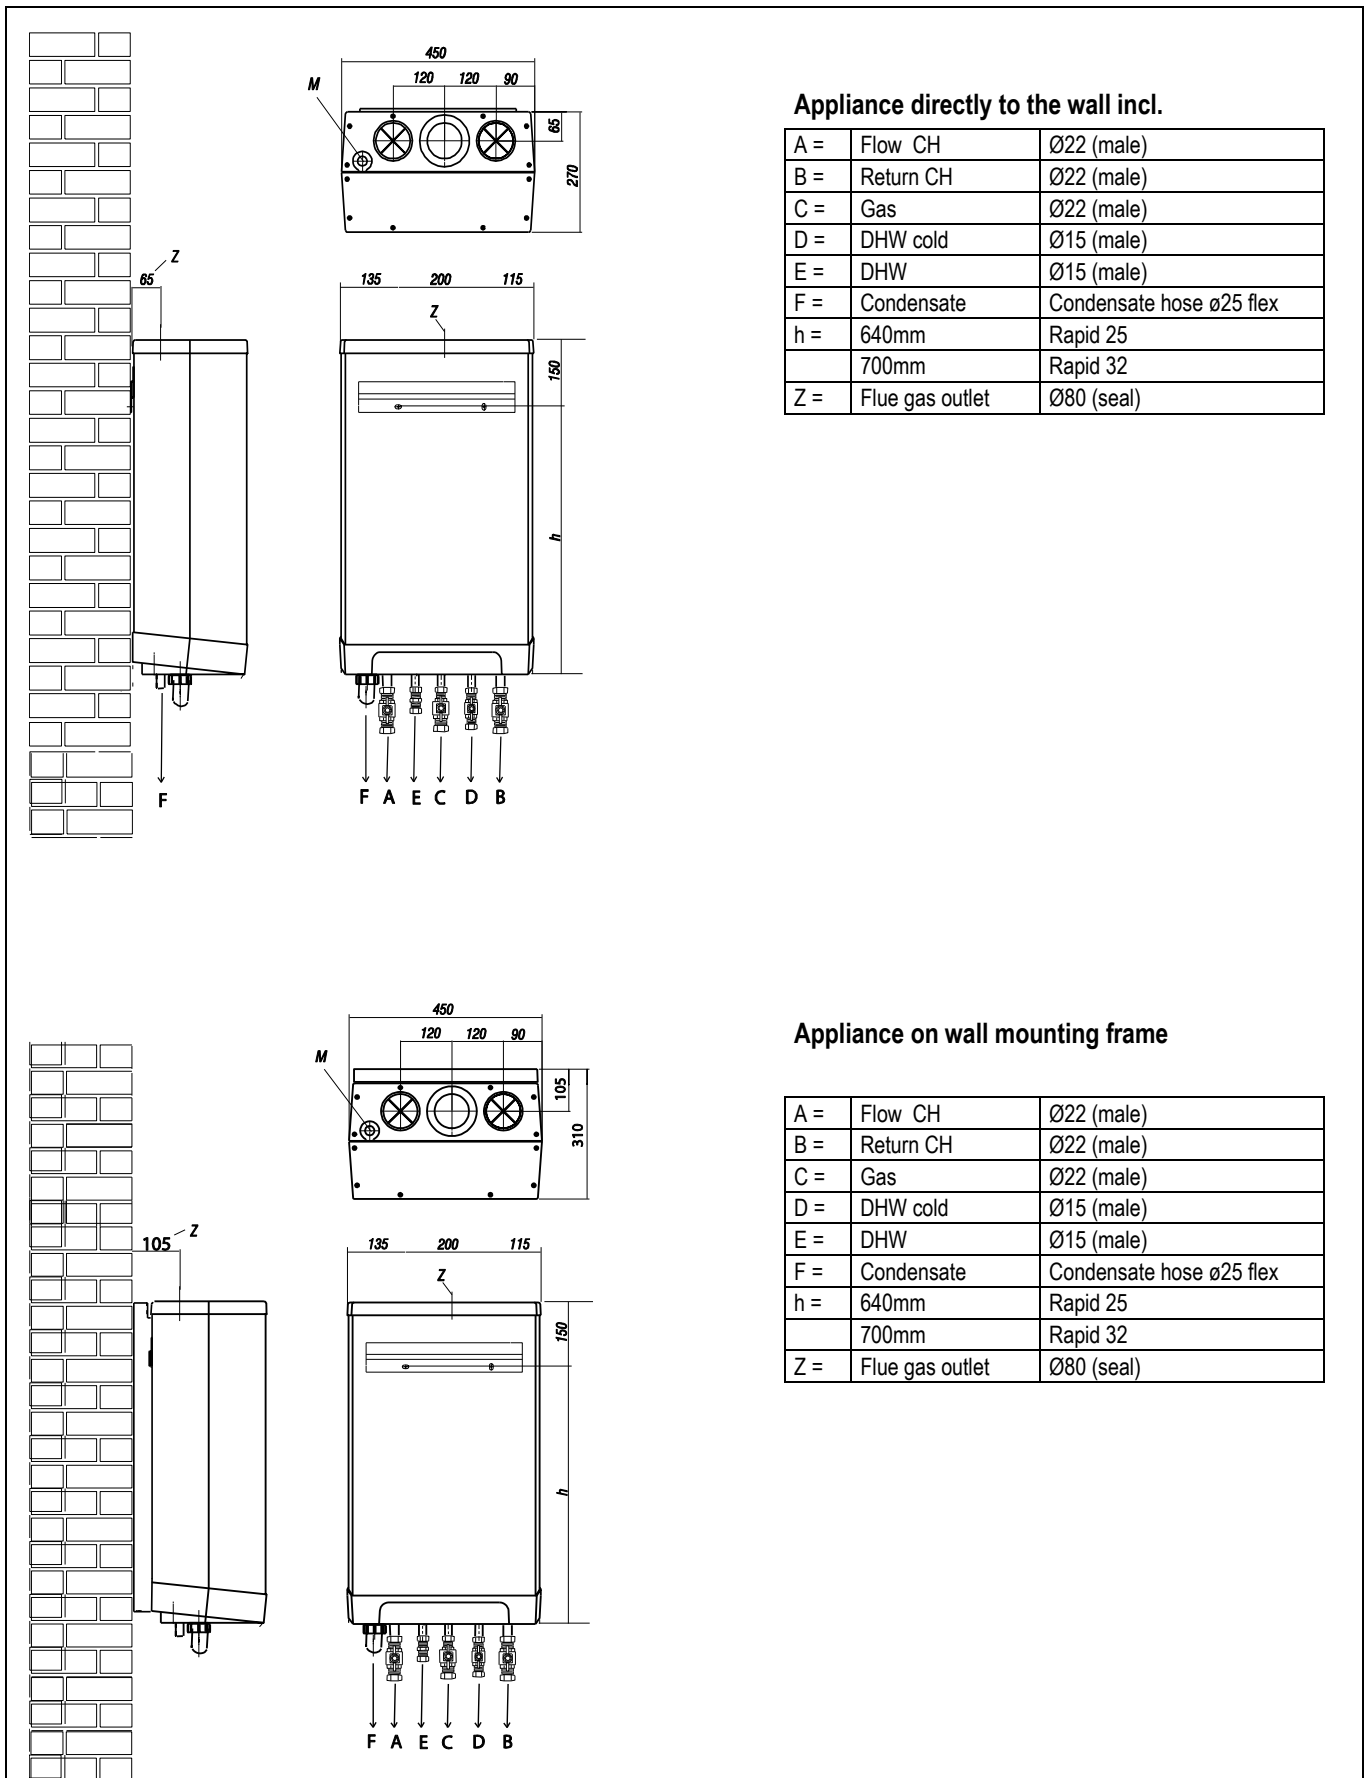 450
120 120 90
M
65
270
Appliance directly to the wall incl.
A = Flow CH Ø22 (male)
B = Return CH Ø22 (male)
C = Gas Ø22 (male)
D = DHW cold Ø15 (male)
E = DHW Ø15 (male)
F = Condensate Condensate hose ø25 flex
h = 640mm Rapid 25
700mm Rapid 32
Z = Flue gas outlet Ø80 (seal)
Z
65
135 200 115
Z
150
h
F
F A E C D B
450
120 120 90
M
105
310
Appliance on wall mounting frame
A = Flow CH Ø22 (male)
B = Return CH Ø22 (male)
C = Gas Ø22 (male)
D = DHW cold Ø15 (male)
E = DHW Ø15 (male)
F = Condensate Condensate hose ø25 flex
h = 640mm Rapid 25
700mm Rapid 32
Z = Flue gas outlet Ø80 (seal)
Z
105
135 200 115
Z
150
h
F A E C D B